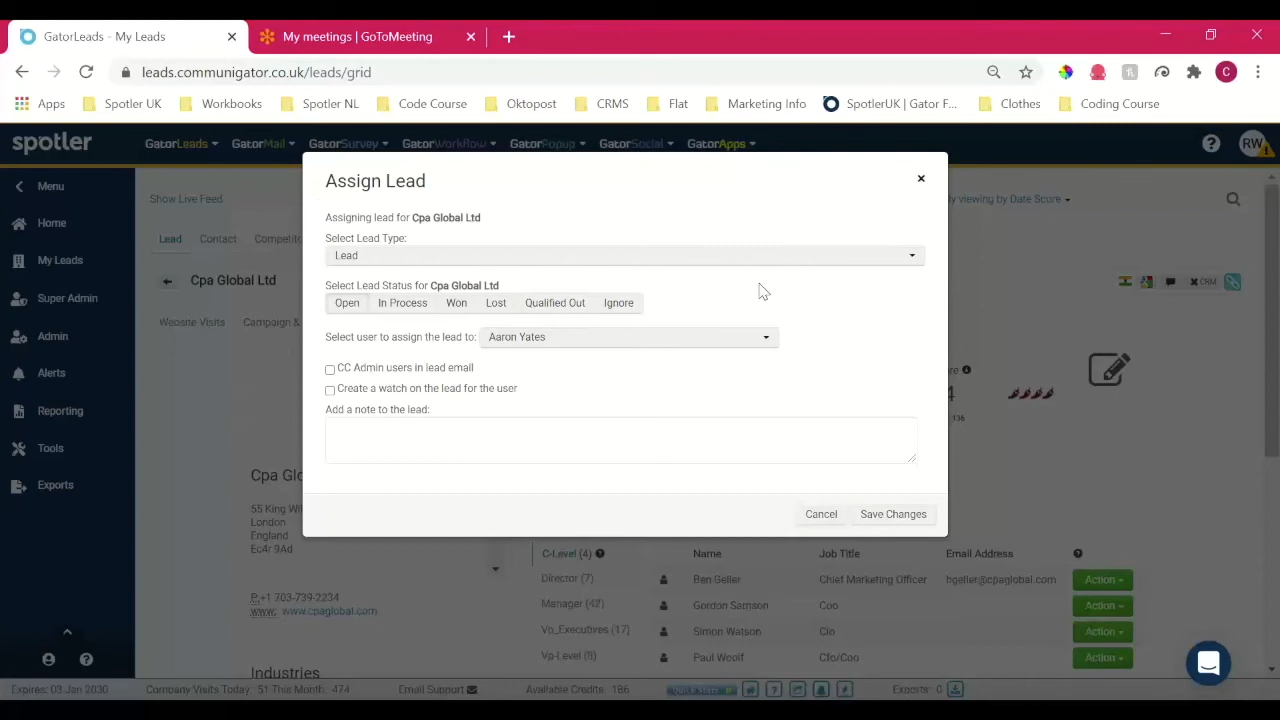 GatorLeads - My Leads
My meetings | GoToMeeting
leads.communigator.co.uk/leads/grid
C
Apps
Spotler UK
Workbooks
Spotler NL
Code Course
Oktopost
CRMS
Flat
Marketing Info
SpotlerUK | Gator F...
Clothes
Coding Course
spotler
GatorLeads
GatorMail
GatorSurvey
GatorWorkflow
GatorPopup
GatorSocial
GatorApps
RW
Menu
Home
My Leads
Super Admin
Admin
Alerts
Reporting
Tools
Exports
Show Live Feed
viewing by Date Score
Lead
Contact
Cpa Global Ltd
CRM
Website Visits
Campaign &
136
Assign Lead
Assigning lead for Cpa Global Ltd
Select Lead Type:
Lead
Select Lead Status for Cpa Global Ltd
Open
In Process
Won
Lost
Qualified Out
Ignore
Select user to assign the lead to:
Aaron Yates
CC Admin users in lead email
Create a watch on the lead for the user
Add a note to the lead:
Cancel
Save Changes
Cpa Glo
London
England
Ec4r 9Ad
P:+1 703-739-2234
www: www.cpaglobal.com
Industries
C-Level (4)
Name
Job Title
Email Address
Director (7)
Ben Geller
Chief Marketing Officer
bgeller@cpaglobal.com
Action
Manager (42)
Gordon Samson
Coo
Action
Vp_Executives (17)
Simon Watson
Cio
Action
Vp-Level (8)
Paul Woolf
Cfo/Coo
Action
Expires: 03 Jan 2030
Company Visits Today: 51 This Month: 474
Email Support
Available Credits: 186
Exports: 0